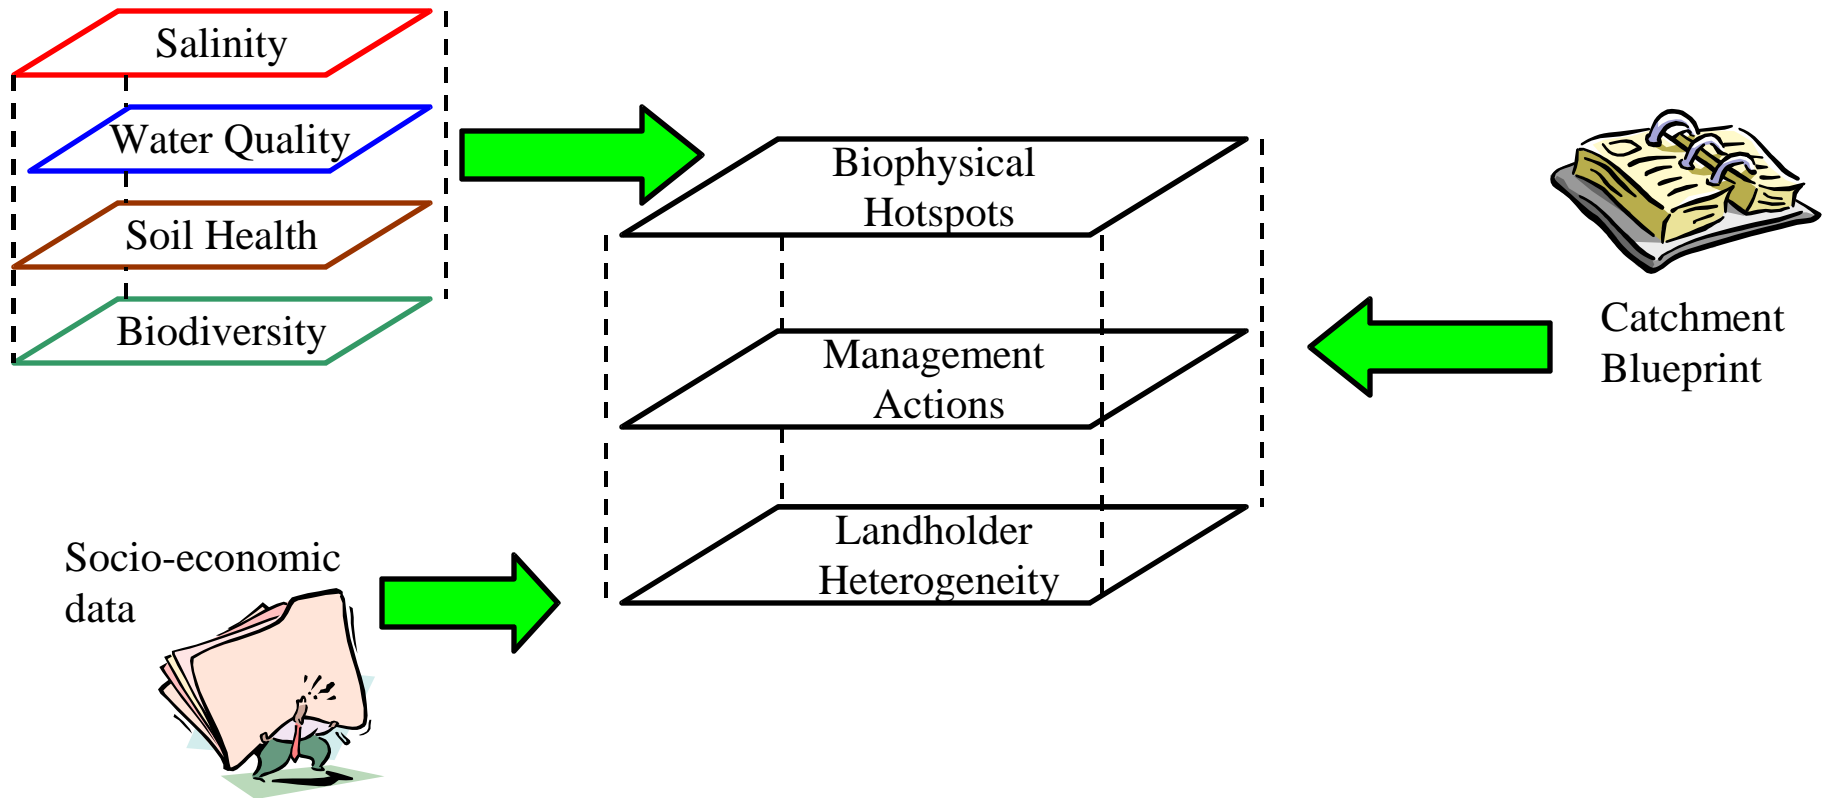 Salinity
Water Quality
Soil Health
Biodiversity
Biophysical
Hotspots
Management
Actions
Landholder
Heterogeneity
Catchment
Blueprint
Socio-economic
data